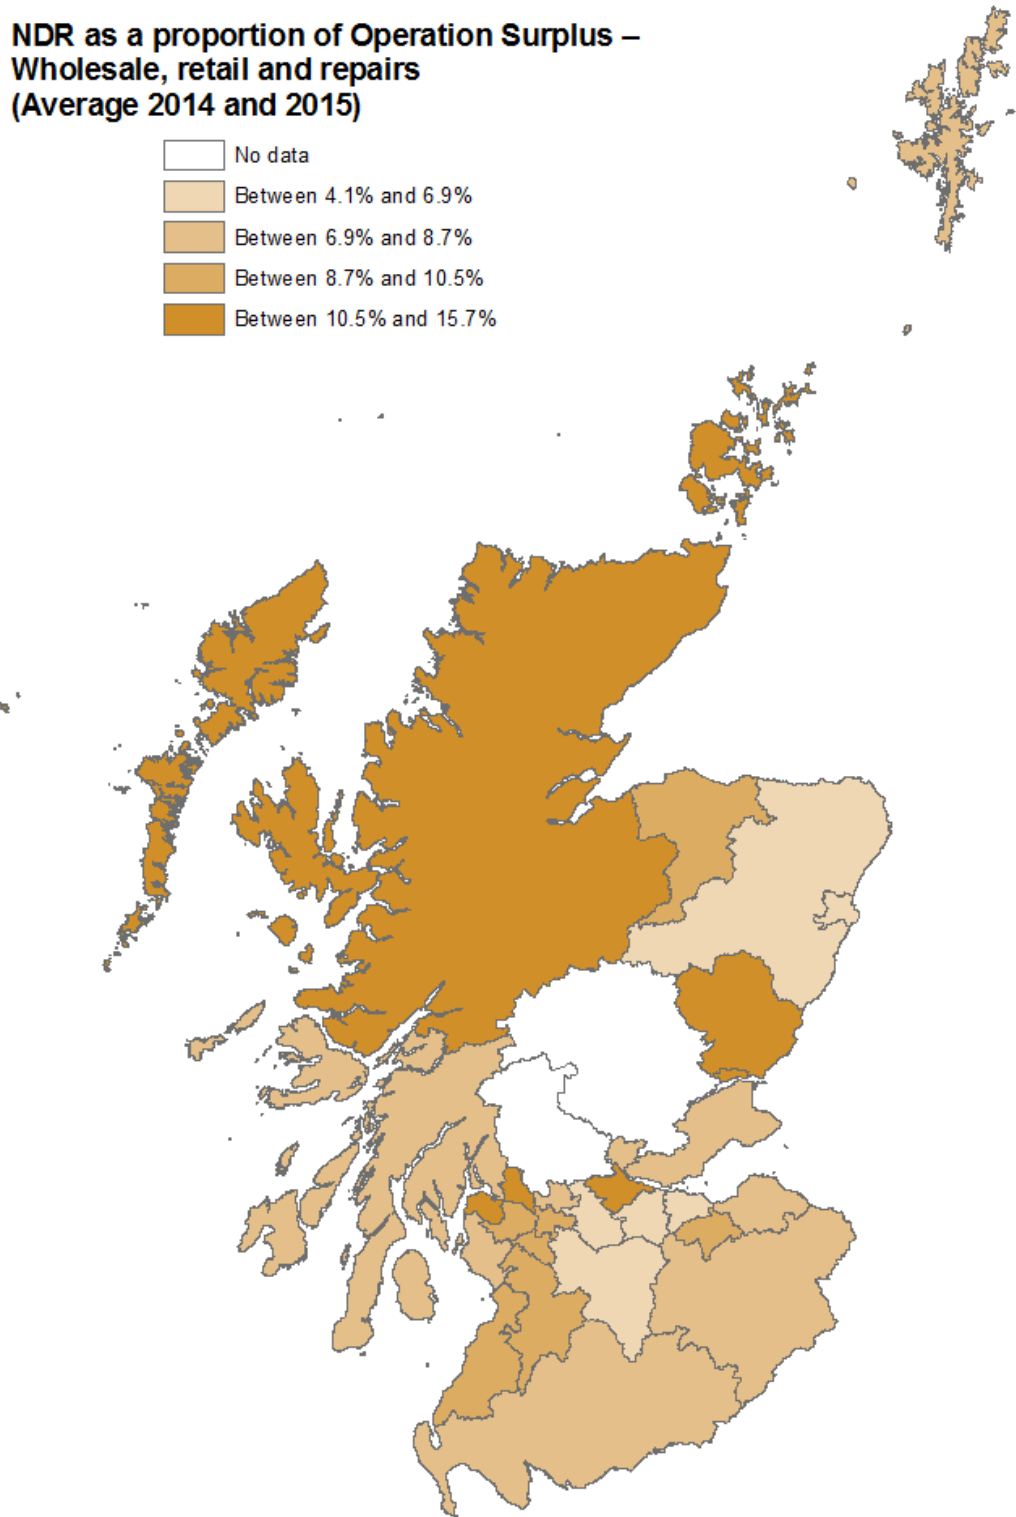 NDR as a proportion of Operation Surplus –
Wholesale, retail and repairs
(Average 2014 and 2015)
No data
Between 4.1% and 6.9%
Between 6.9% and 8.7%
Between 8.7% and 10.5%
Between 10.5% and 15.7%